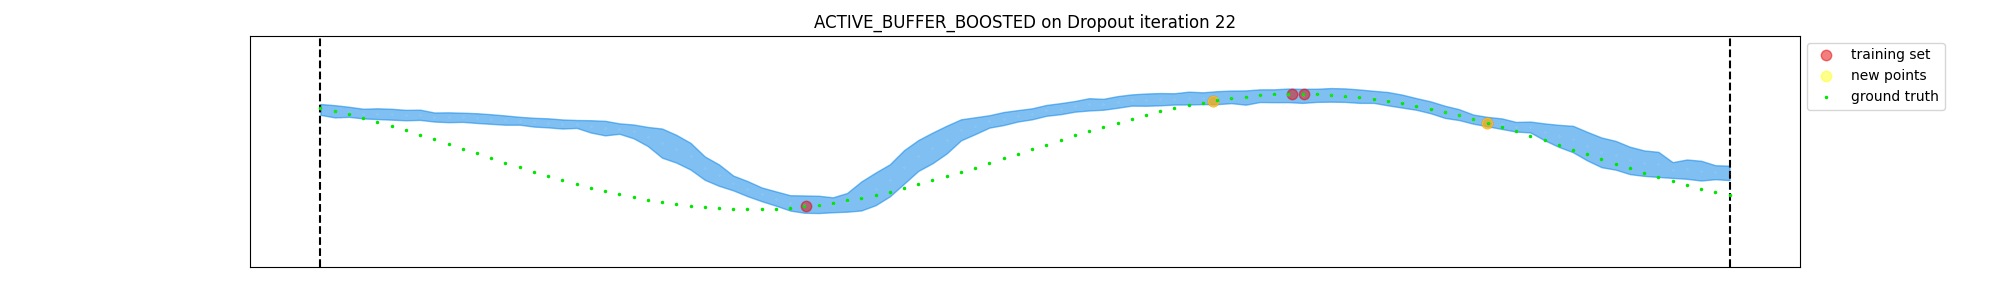 ACTIVE_BUFFER_BOOSTED on Dropout iteration 22
training set
new points
ground truth